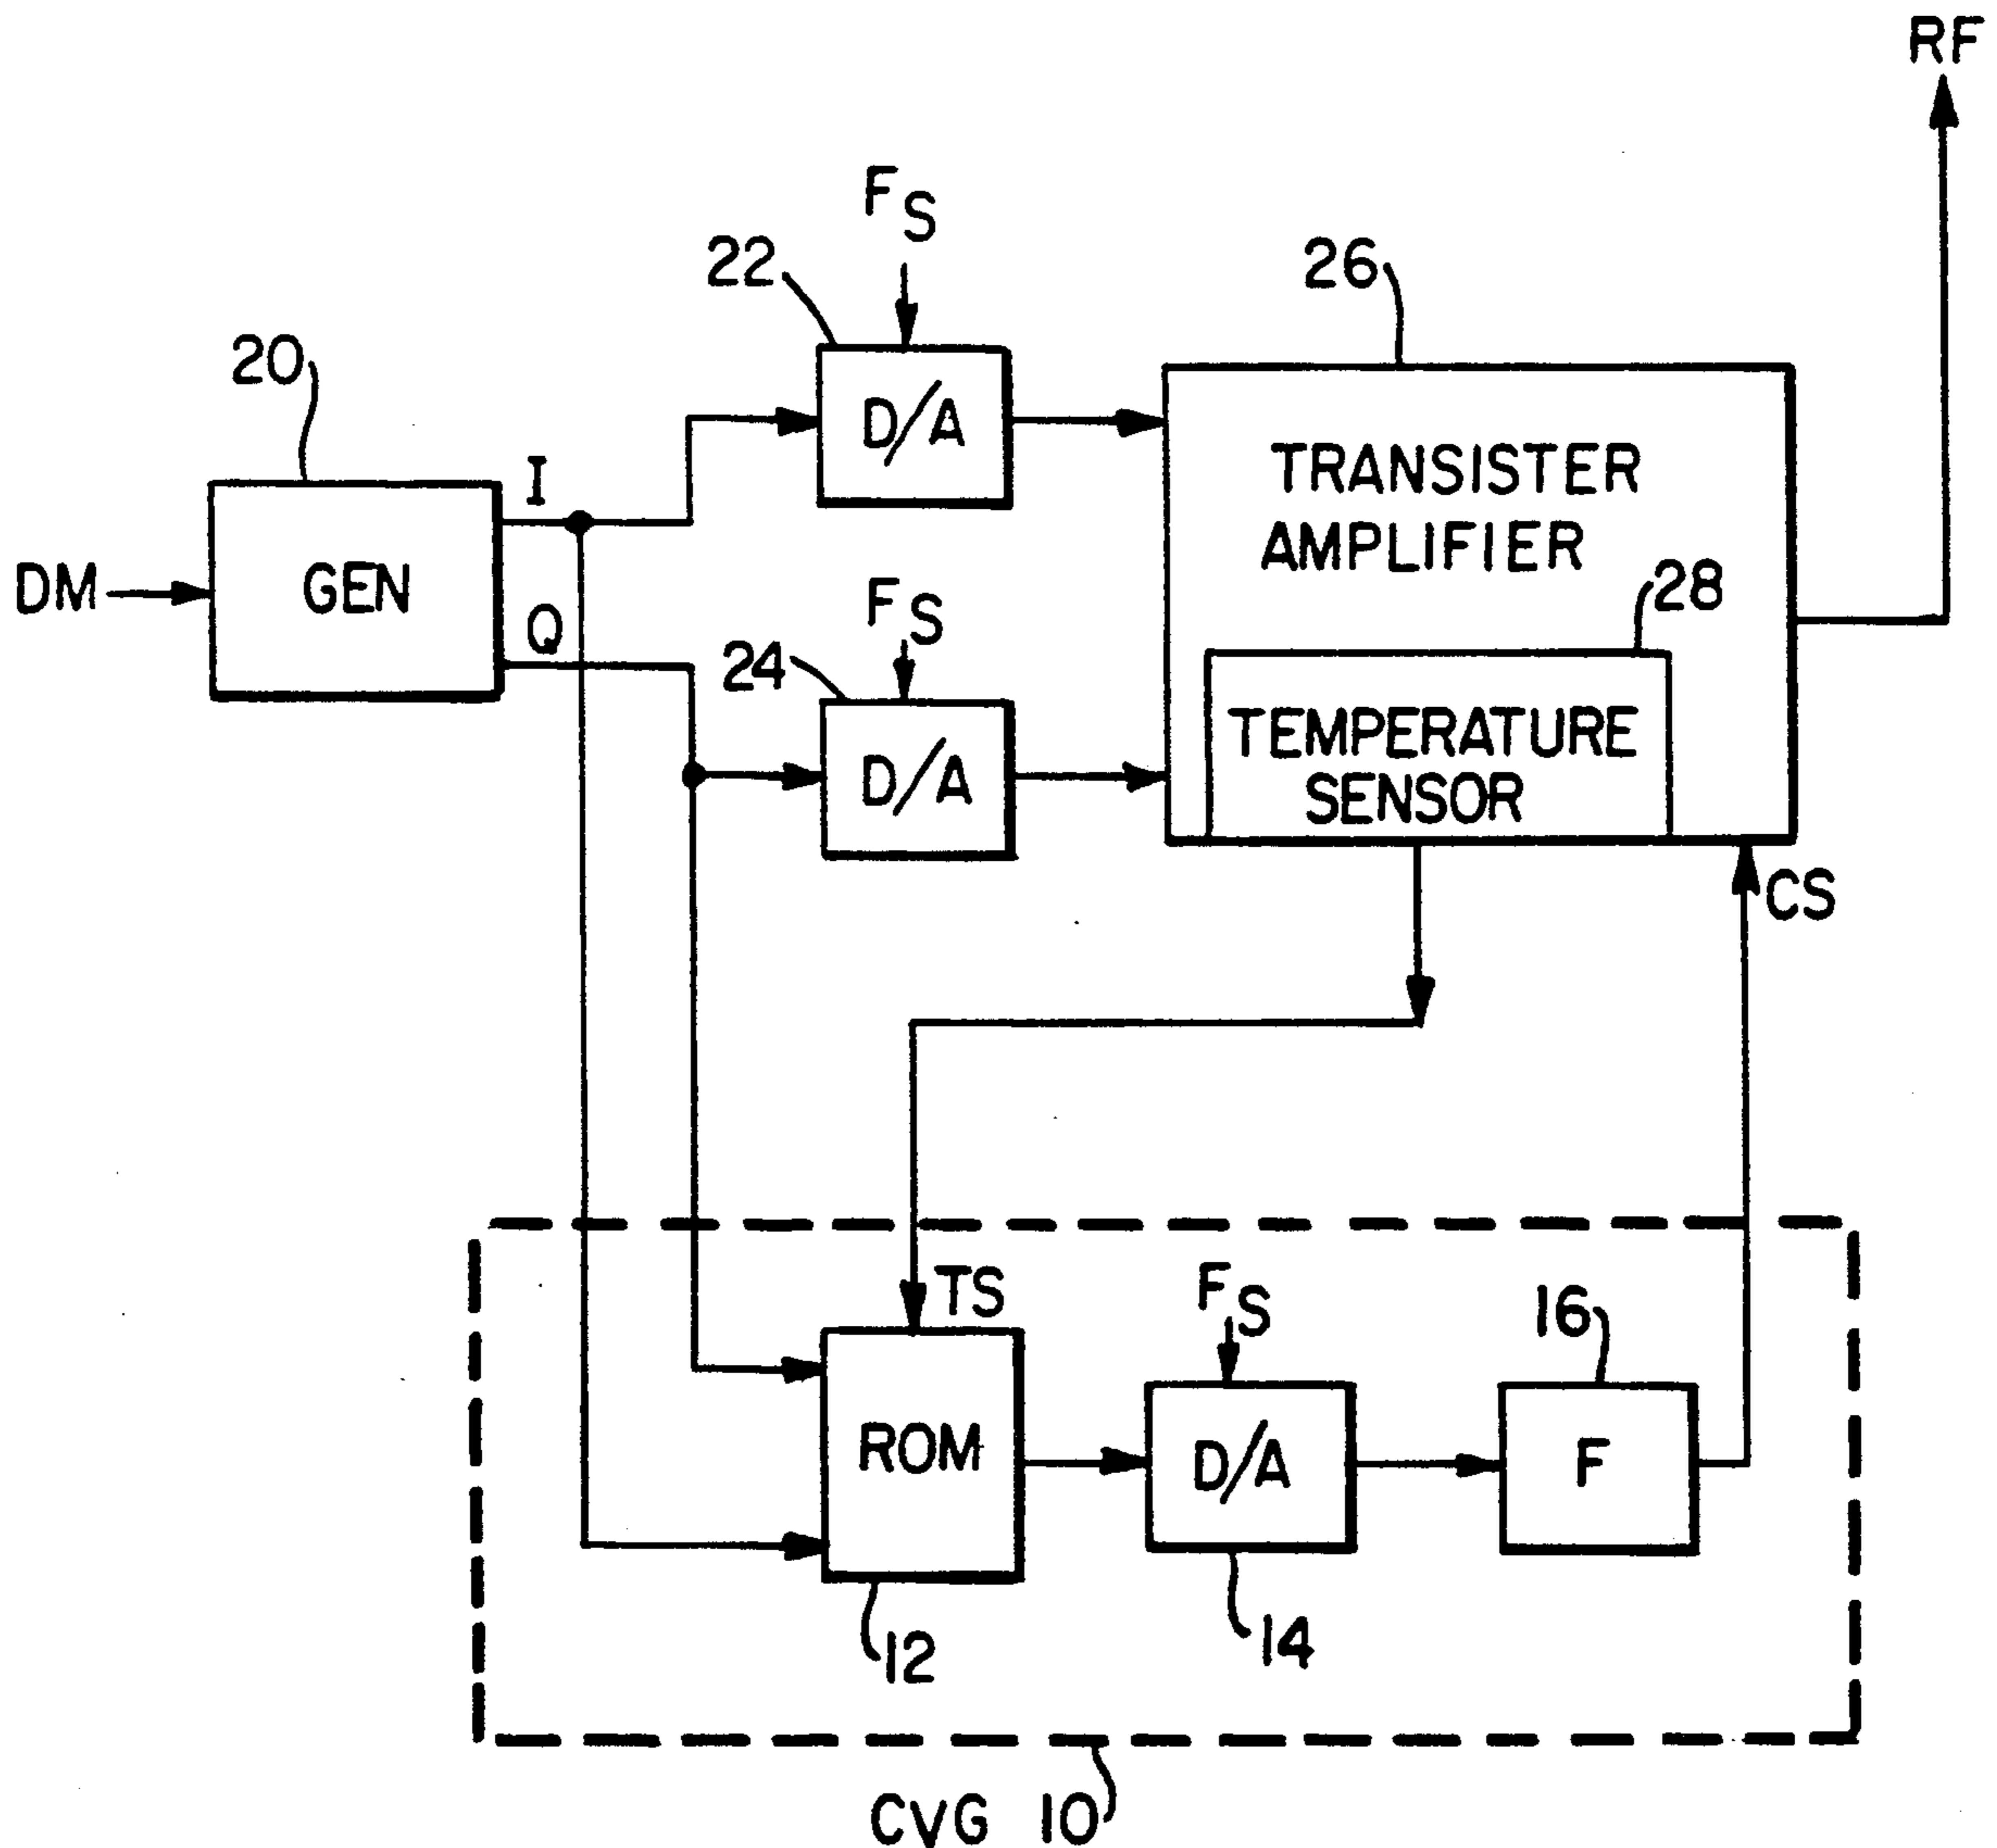 RF
FS
22
26
20
D/A
I
TRANSISTER
AMPLIFIER
DM
GEN
Q
FS
28
24
D/A
TEMPERATURE
SENSOR
CS
TS
FS
16
ROM
D/A
F
12
14
CVG 10